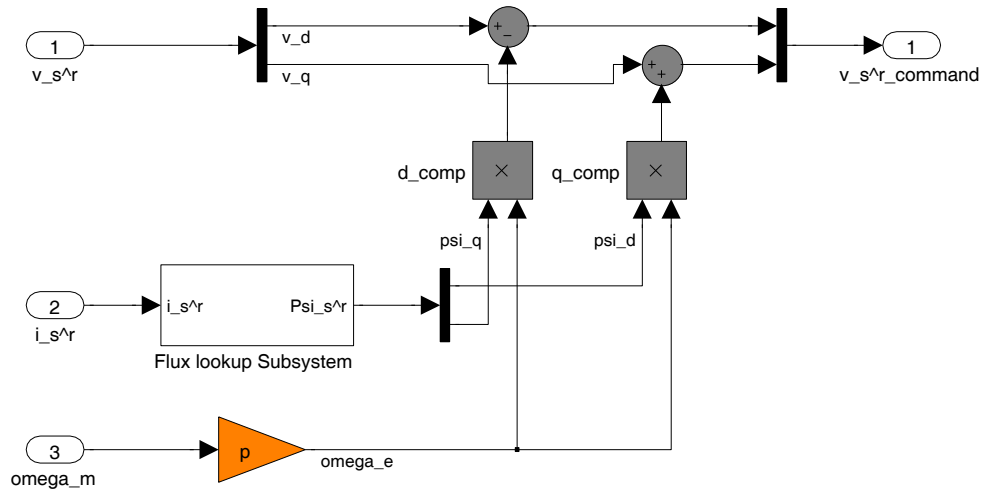 1
v_s^r
v_d
v_q
+
−
+
+
1
v_s^r_command
d_comp
×
q_comp
×
psi_q
psi_d
2
i_s^r
i_s^r
Psi_s^r
Flux lookup Subsystem
3
omega_m
p
omega_e